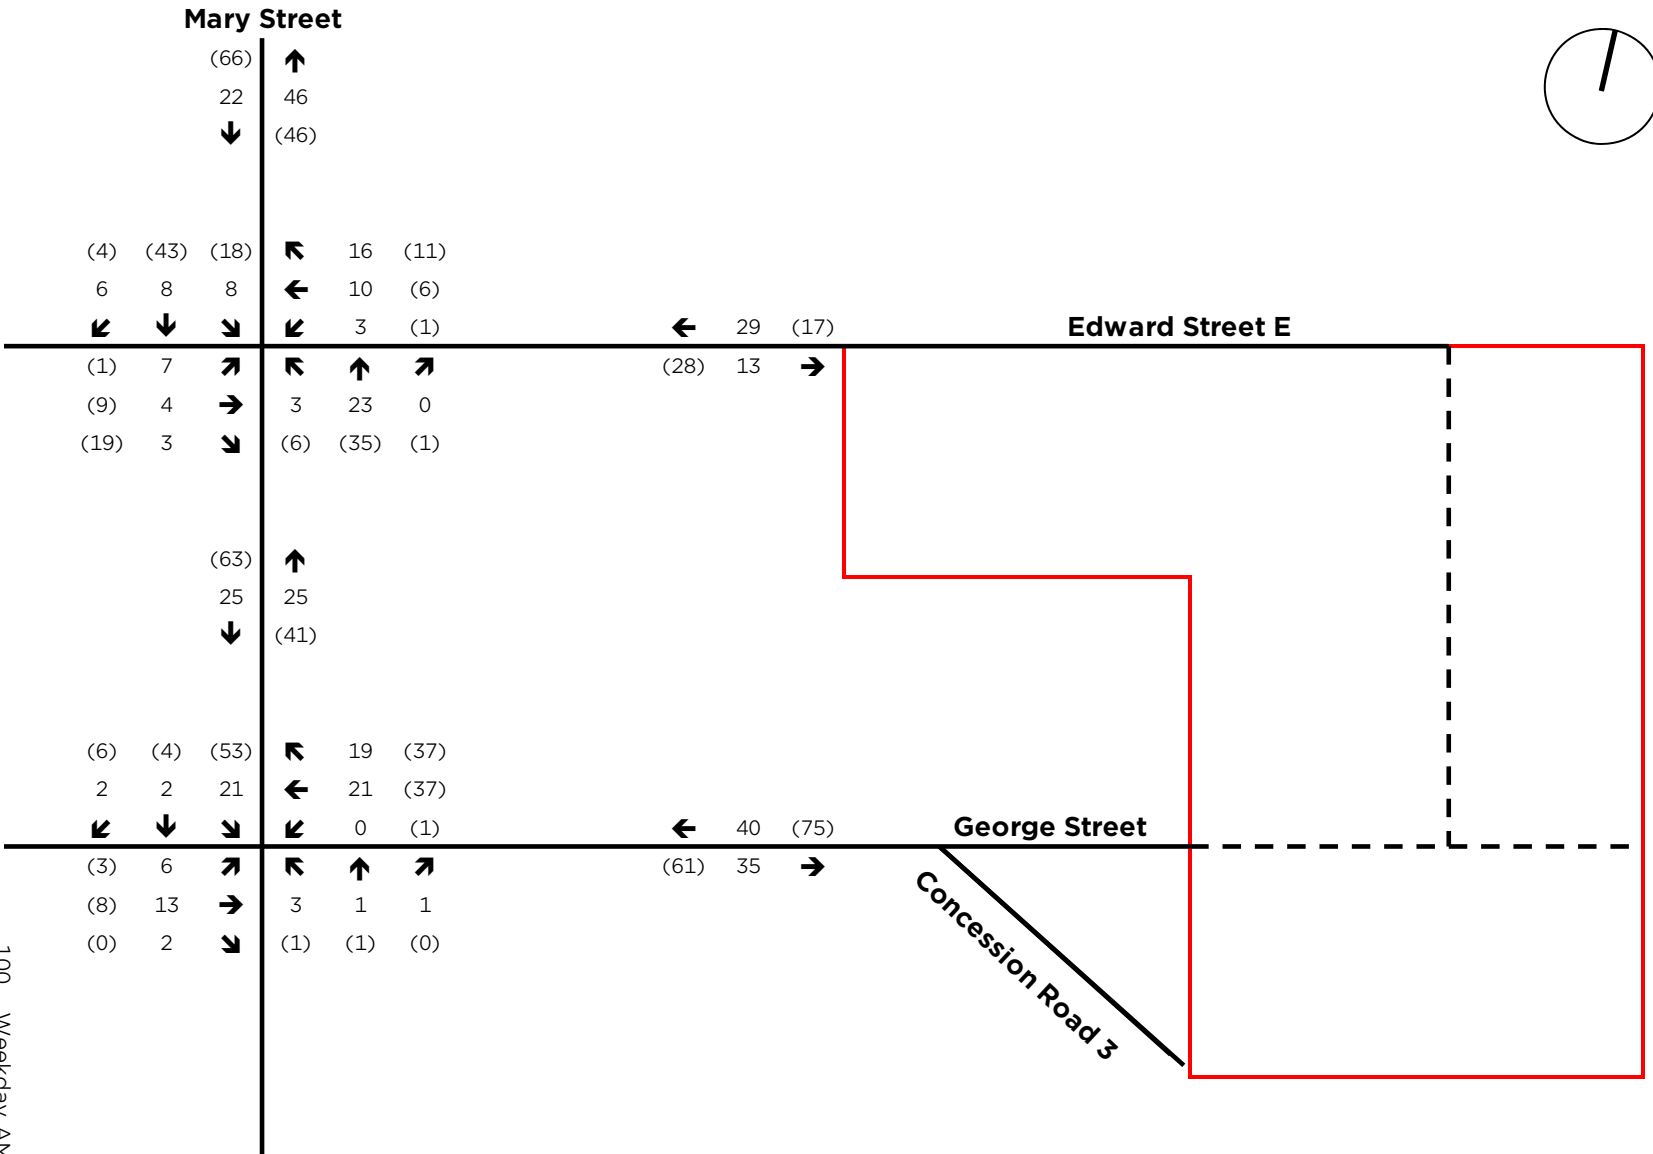 Mary Street
(66)
22 46
(46)
(4) (43) (18) 16 (11)
6 8 8 10 (6)
3 (1) 29 (17) Edward Street E
(1) 7 (28) 13
(9) 4 3 23 0
(19) 3 (6) (35) (1)
(63)
25 25
(41)
(6) (4) (53) 19 (37)
2 2 21 21 (37)
0 (1) 40 (75) George Street
(3) 6 (61) 35
(8) 13 3 1 1
(0) 2 (1) (1) (0)
Concession Road 3
100 Weekday